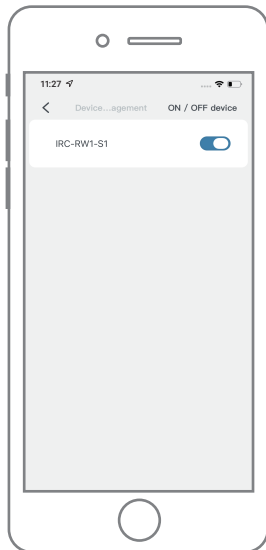 11:27
Device...agement ON / OFF device
IRC-RW1-S1